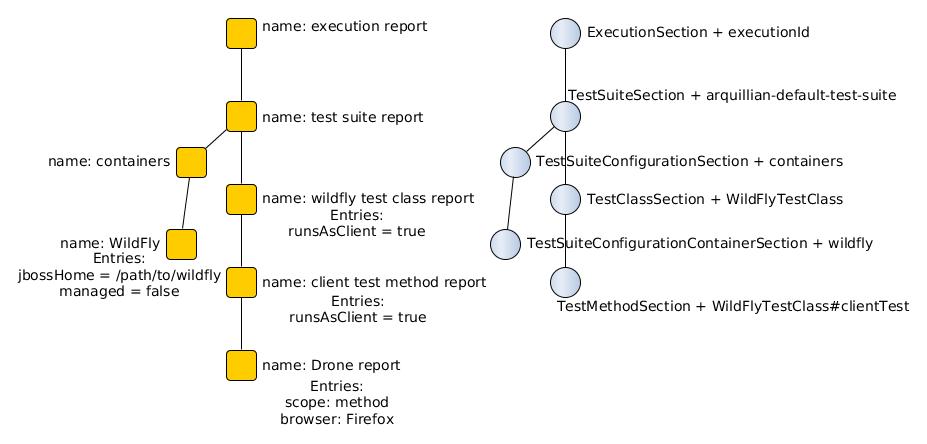 name: execution report
name: test suite report
name: containers
name: wildfly test class report
Entries:
runsAsClient = true
name: WildFly
Entries:
jbossHome = /path/to/wildfly
managed = false
name: client test method report
Entries:
runsAsClient = true
name: Drone report
Entries:
scope: method
browser: Firefox
ExecutionSection + executionId
TestSuiteSection + arquillian-default-test-suite
TestSuiteConfigurationSection + containers
TestClassSection + WildFlyTestClass
TestSuiteConfigurationContainerSection + wildfly
TestMethodSection + WildFlyTestClass#clientTest